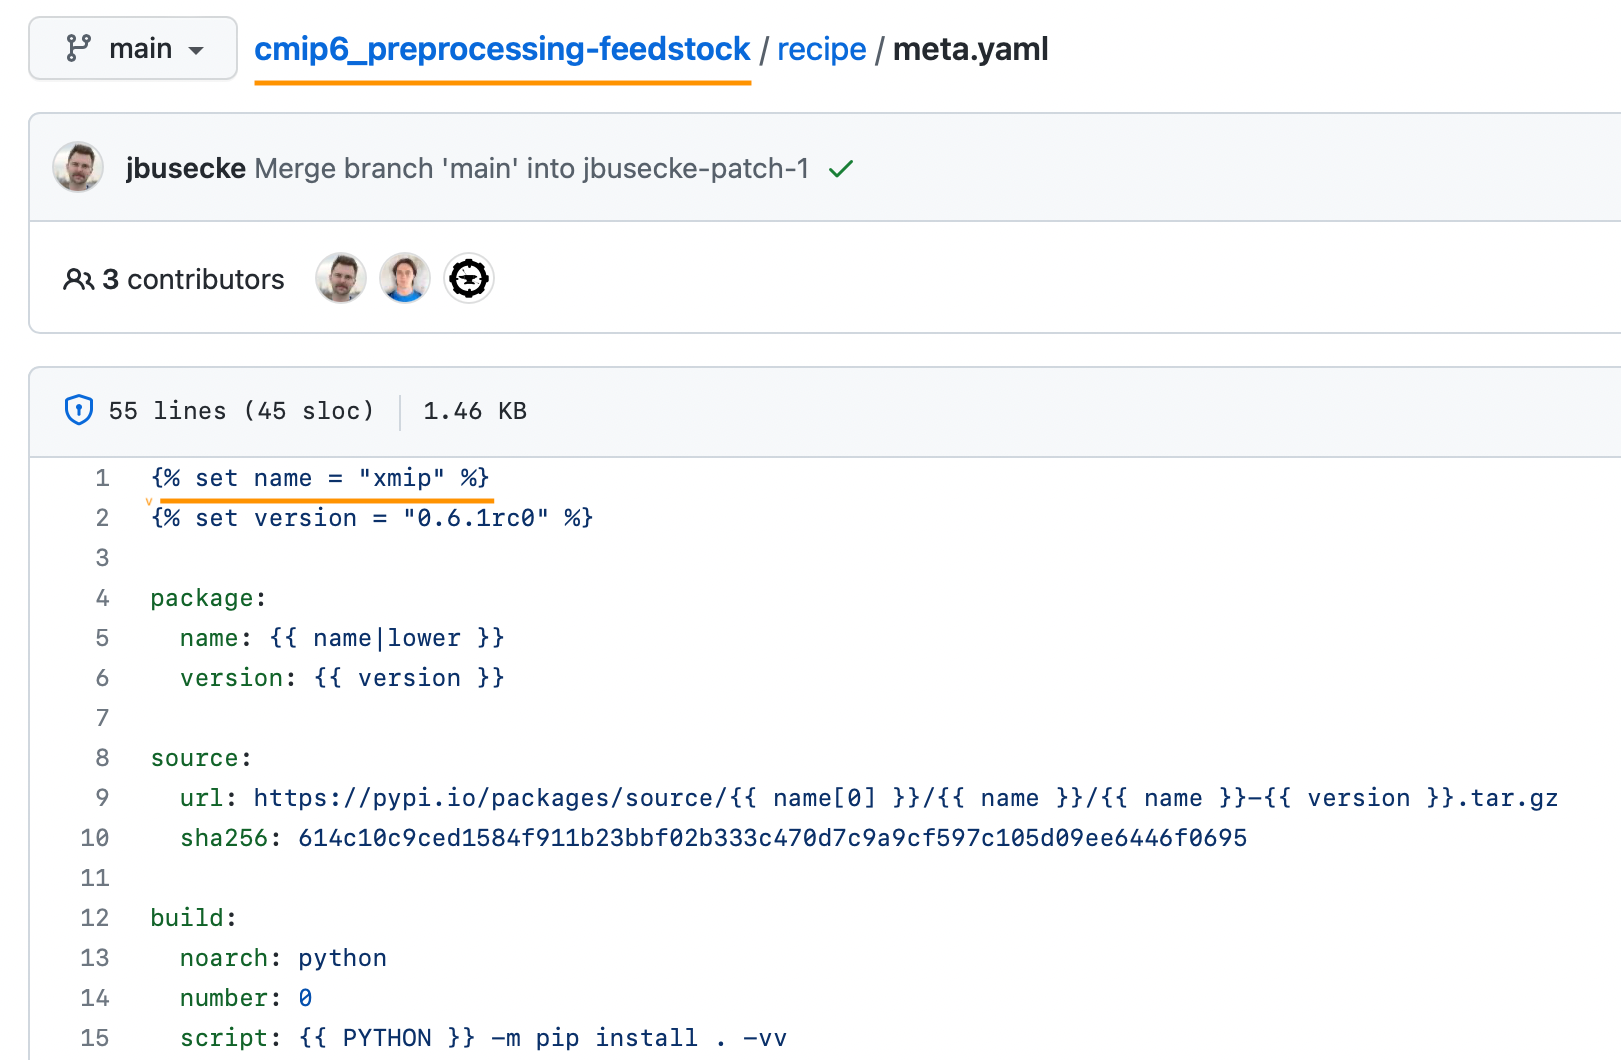 main cmip6_preprocessing-feedstock / recipe / meta.yaml
jbusecke Merge branch 'main' into jbusecke-patch-1
3 contributors
55 lines (45 sloc) 1.46 KB
1 {% set name = "xmip" %}
2 {% set version = "0.6.1rc0" %}
3
4 package:
5 name: {{ name|lower }}
6 version: {{ version }}
7
8 source:
9 url: https://pypi.io/packages/source/{{ name[0] }}/{{ name }}/{{ name }}-{{ version }}.tar.gz
10 sha256: 614c10c9ced1584f911b23bbf02b333c470d7c9a9cf597c105d09ee6446f0695
11
12 build:
13 noarch: python
14 number: 0
15 script: {{ PYTHON }} -m pip install . -vv